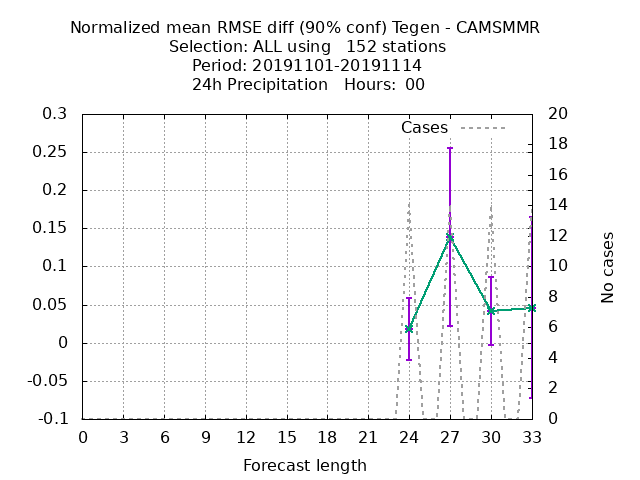 Normalized mean RMSE diff (90% conf) Tegen - CAMSMMR
Selection: ALL using   152 stations
Period: 20191101-20191114
24h Precipitation   Hours:  00
Cases
0.3
0.25
0.2
0.15
0.1
0.05
0
-0.05
-0.1
20
18
16
14
12
10
8
6
4
2
0
No cases
0 3 6 9 12 15 18 21 24 27 30 33
Forecast length